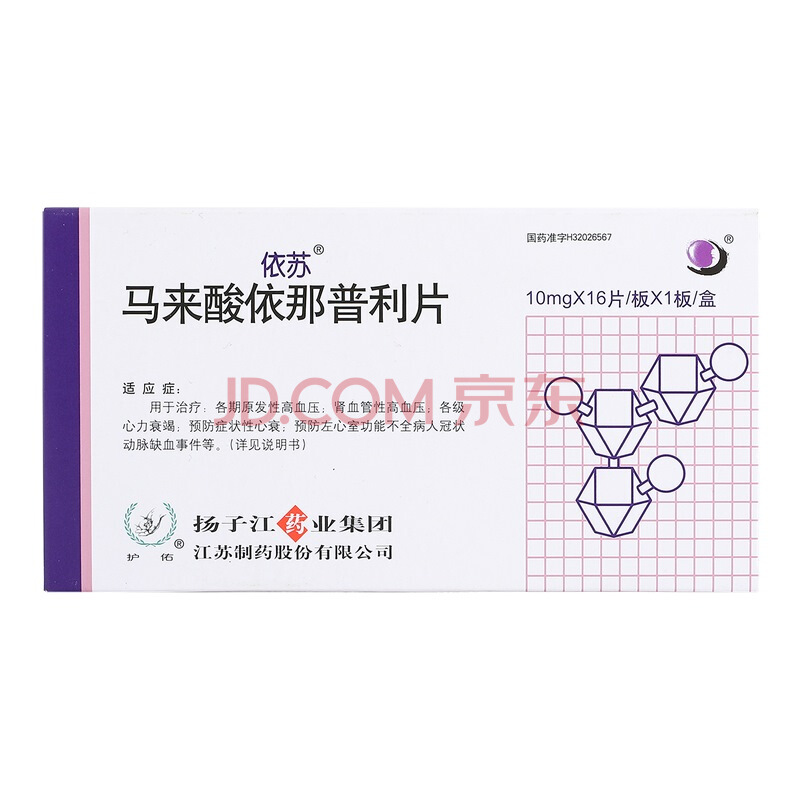 国药准字H32026567
®
依苏®
马来酸依那普利片
10mgX16片/板X1板/盒
适应症：
用于治疗：各期原发性高血压；肾血管性高血压；各级
心力衰竭；预防症状性心衰；预防左心室功能不全病人冠状
动脉缺血事件等。（详见说明书）
JD.COM 京东
扬子江药业集团
江苏制药股份有限公司
护佑®